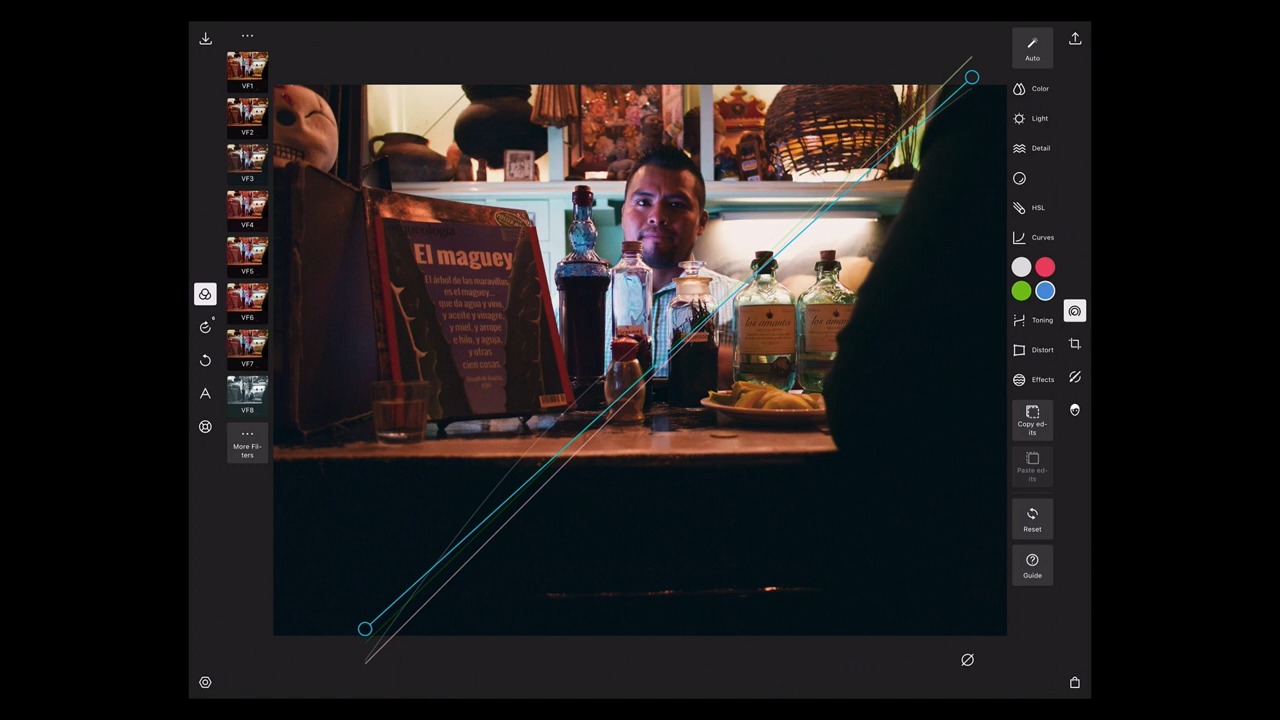 VF1
VF2
VF3
VF4
VF5
VF6
VF7
VF8
More Fil-
ters
6
arqueología
El maguey
El árbol de las maravillas
es el maguey...
que da agua y vino,
y aceite y vinagre,
y miel, y arrope
e hilo, y aguja,
y otras
cien cosas.
los amantes
los amantes
Auto
Color
Light
Detail
HSL
Curves
Toning
Distort
Effects
Copy ed-
its
Paste ed-
its
Reset
Guide